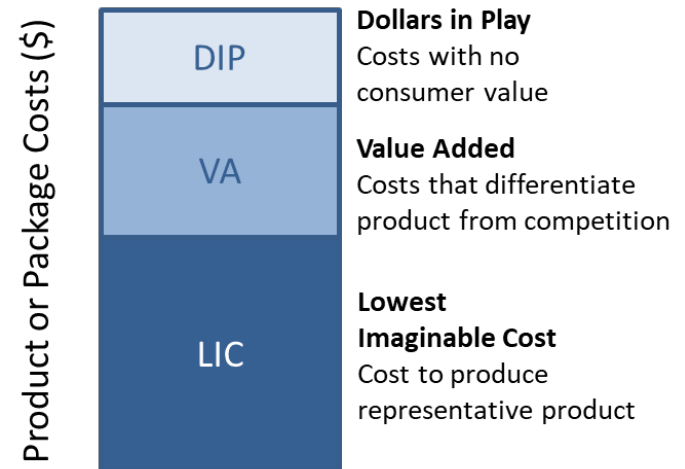 Product or Package Costs ($)
DIP
Dollars in Play
Costs with no
consumer value
VA
Value Added
Costs that differentiate
product from competition
LIC
Lowest
Imaginable Cost
Cost to produce
representative product